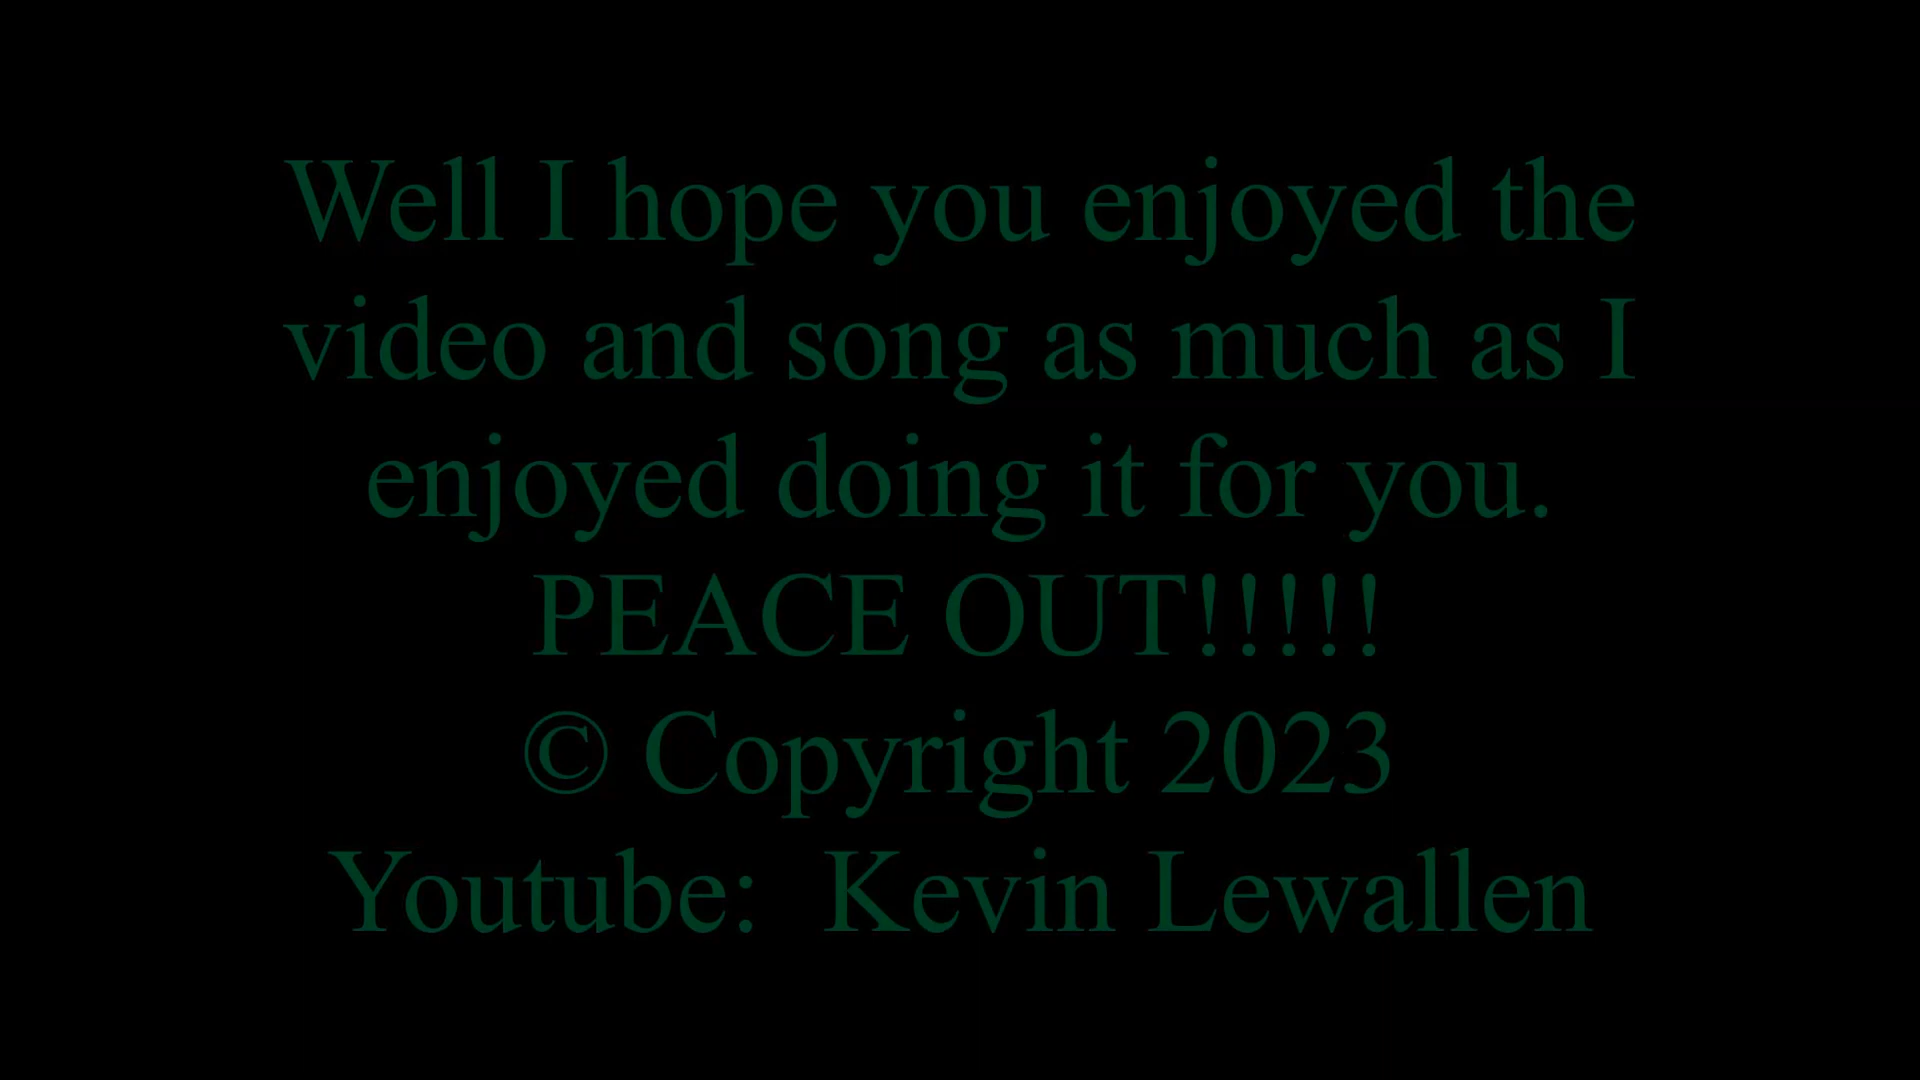 Well I hope you enjoyed the
video and song as much as I
enjoyed doing it for you.
PEACE OUT!!!!!
© Copyright 2023
Youtube:  Kevin Lewallen